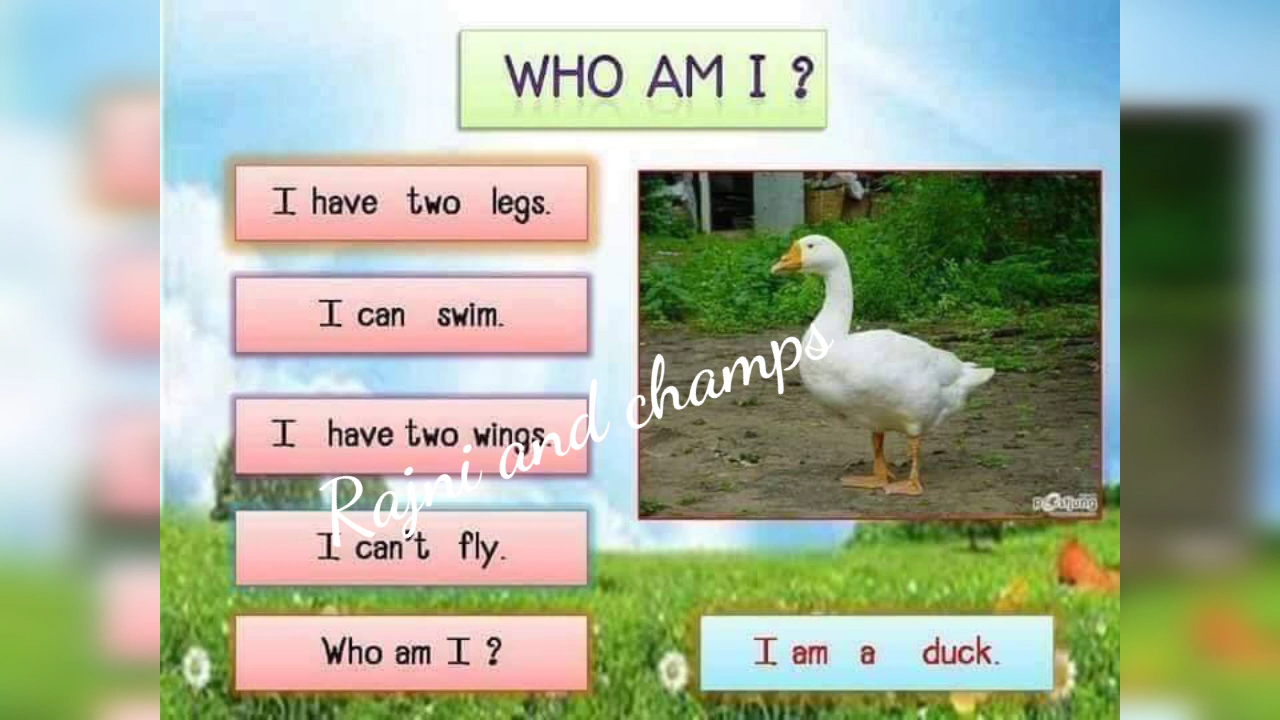 WHO AM I ?
I have two legs.
I can swim.
I have two wings.
I can't fly.
Who am I ?
I am a duck.
Rajni and champs